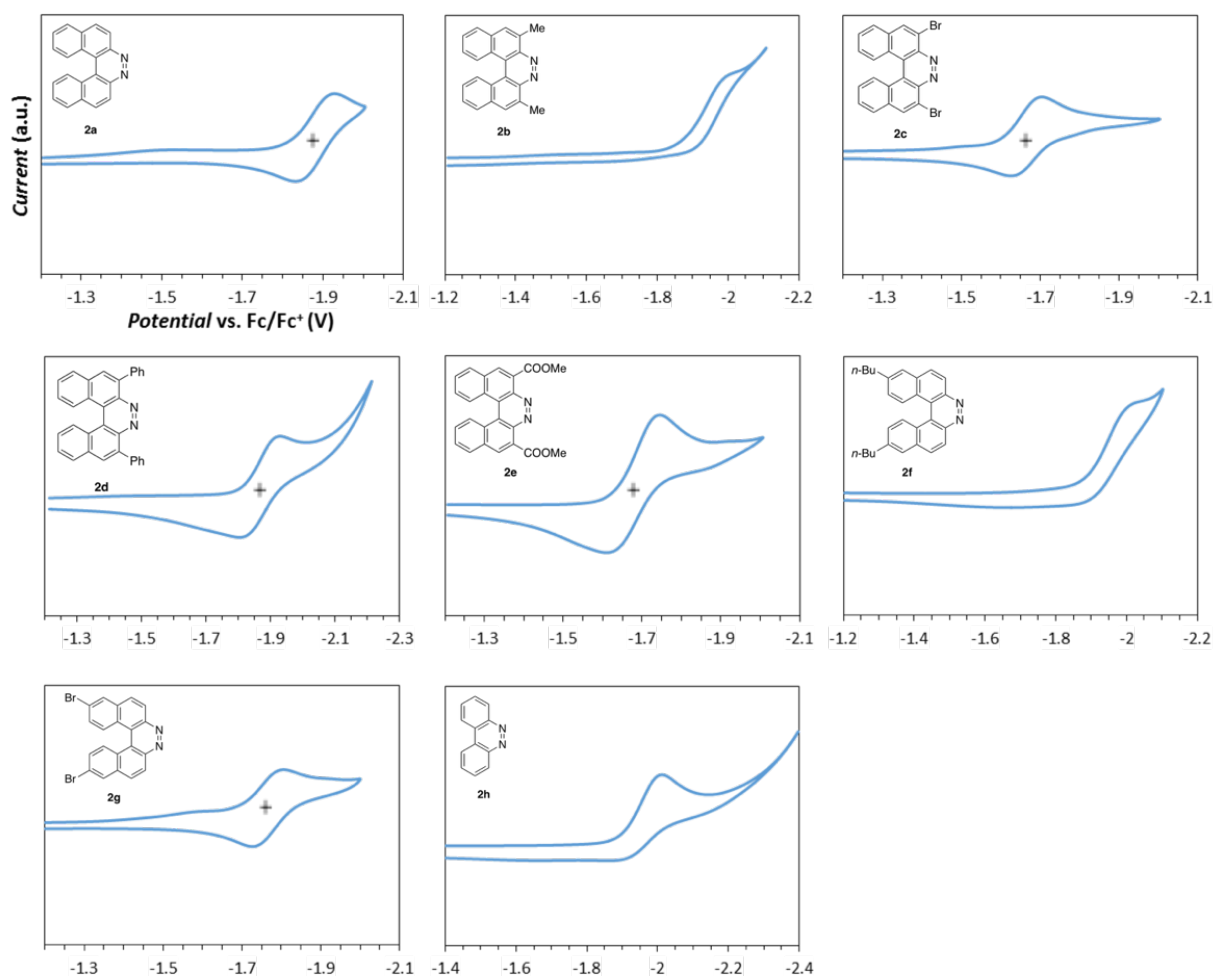 Me
N
N
Me
2a
2b
Br
N
N
Br
2c
N
N
Current (a.u.)
-1.3 -1.5 -1.7 -1.9 -2.1
-1.2 -1.4 -1.6 -1.8 -2 -2.2
-1.3 -1.5 -1.7 -1.9 -2.1
Potential vs. Fc/Fc+ (V)
Ph
N
N
Ph
2d
COOMe
N
N
COOMe
2e
n-Bu
N
N
n-Bu
2f
-1.3 -1.5 -1.7 -1.9 -2.1 -2.3
-1.3 -1.5 -1.7 -1.9 -2.1
-1.2 -1.4 -1.6 -1.8 -2 -2.2
Br
N
N
Br
2g
N
N
2h
-1.3 -1.5 -1.7 -1.9 -2.1
-1.4 -1.6 -1.8 -2 -2.2 -2.4